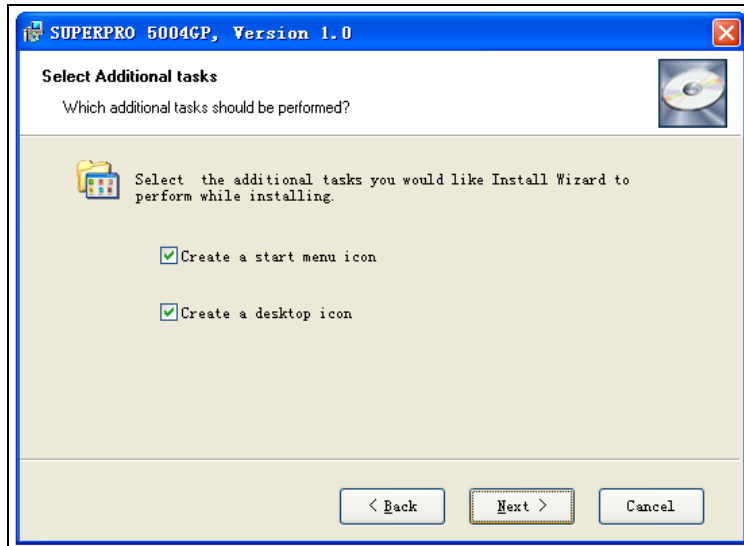 SUPERPRO 5004GP, Version 1.0
Select Additional tasks
Which additional tasks should be performed?
Select  the additional tasks you would like Install Wizard to
perform while installing.
Create a start menu icon
Create a desktop icon
< Back
Next >
Cancel